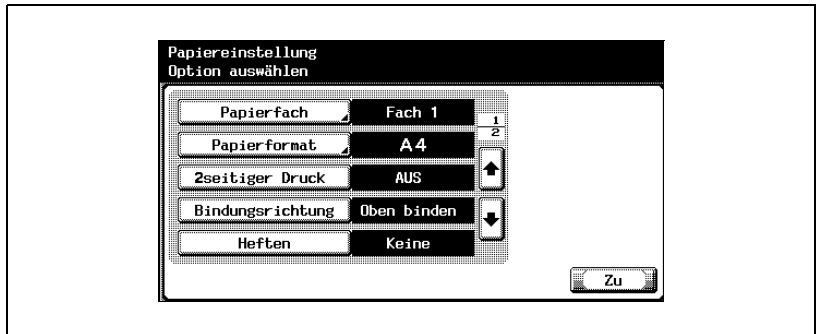 Papiereinstellung
Option auswählen
Papierfach Fach 1
1
2
Papierformat A4
2seitiger Druck AUS
Bindungsrichtung Oben binden
Heften Keine
Zu